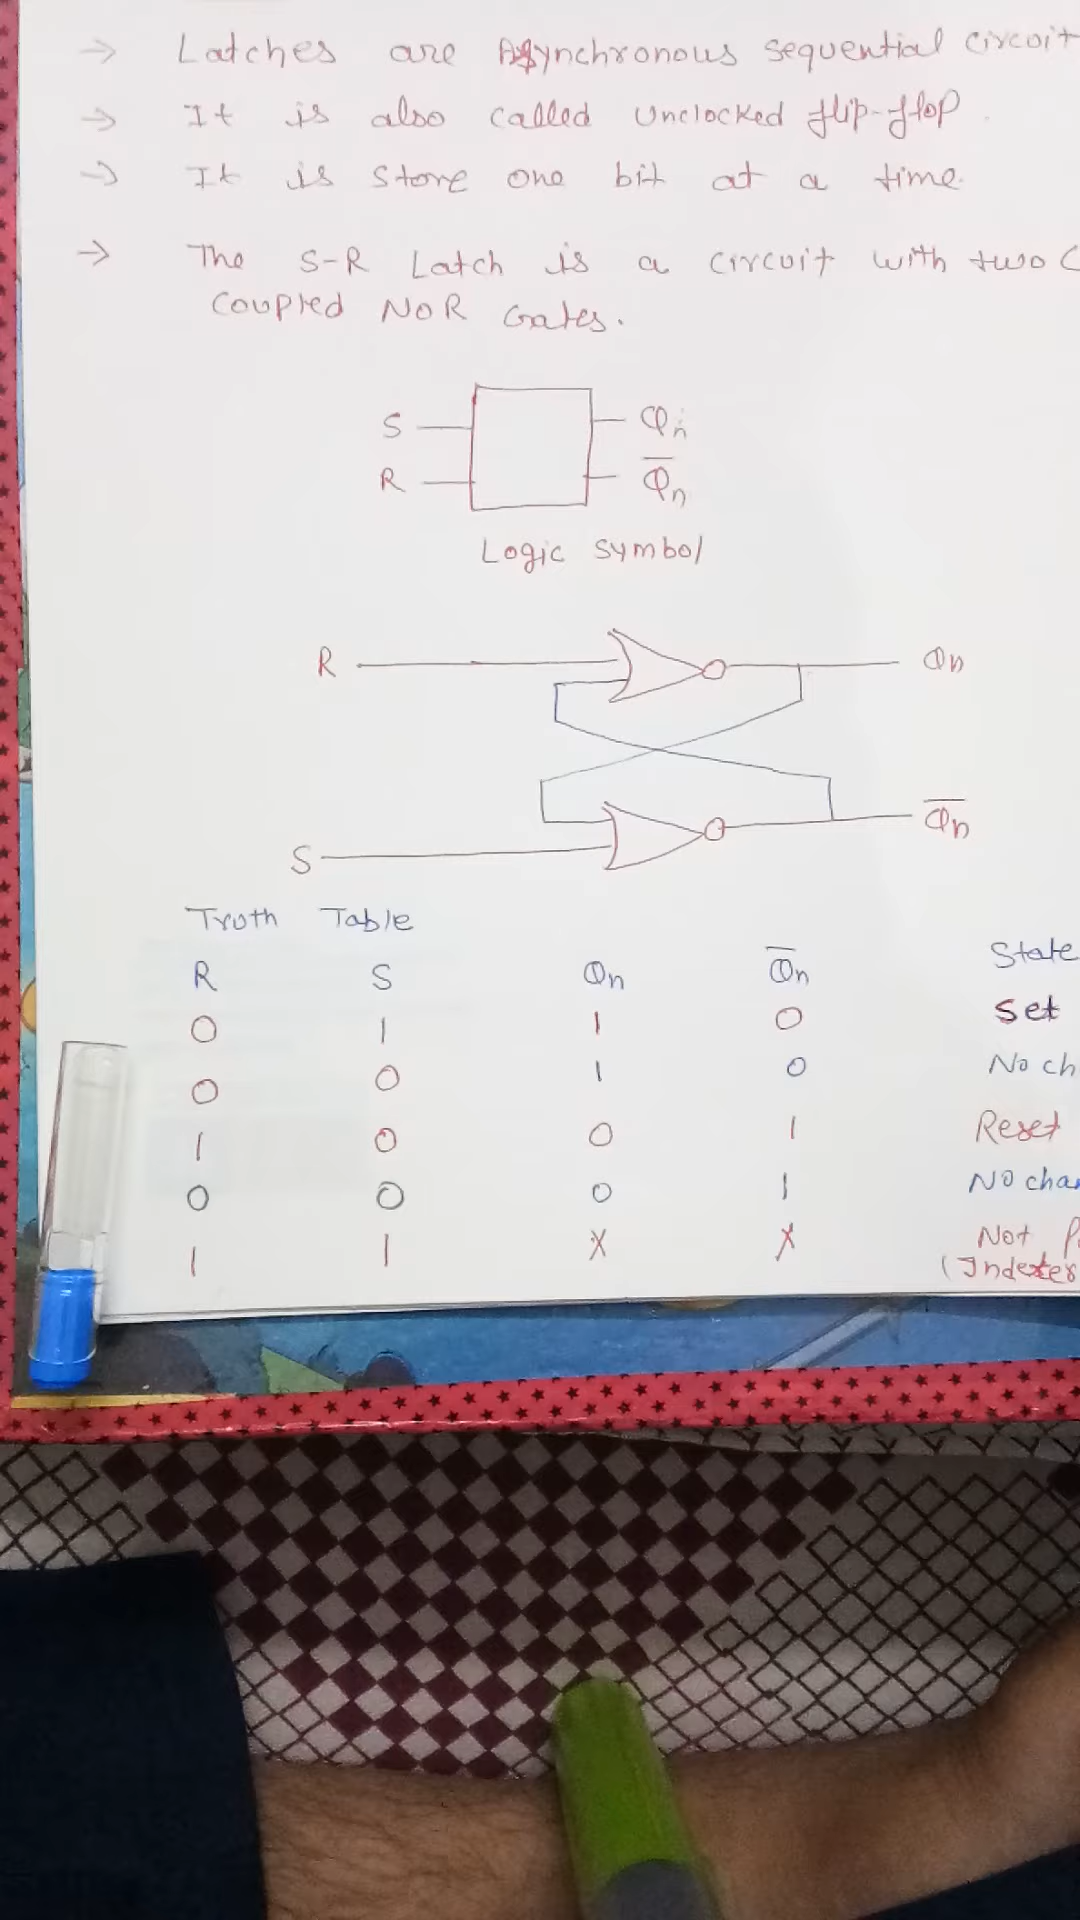 → Latches are Asynchronous sequential circuit
→ It is also called unclocked flip-flop.
→ It is store one bit at a time.
→ The S-R Latch is a circuit with two C
coupled NOR Gates.
S Qn
R Q̅n
Logic symbol
R Qn
S Q̅n
Truth Table
R S Qn Q̅n State
0 1 1 0 Set
0 0 1 0 No ch
1 0 0 1 Reset
0 0 0 1 No cha
1 1 X X Not P
(Indeter